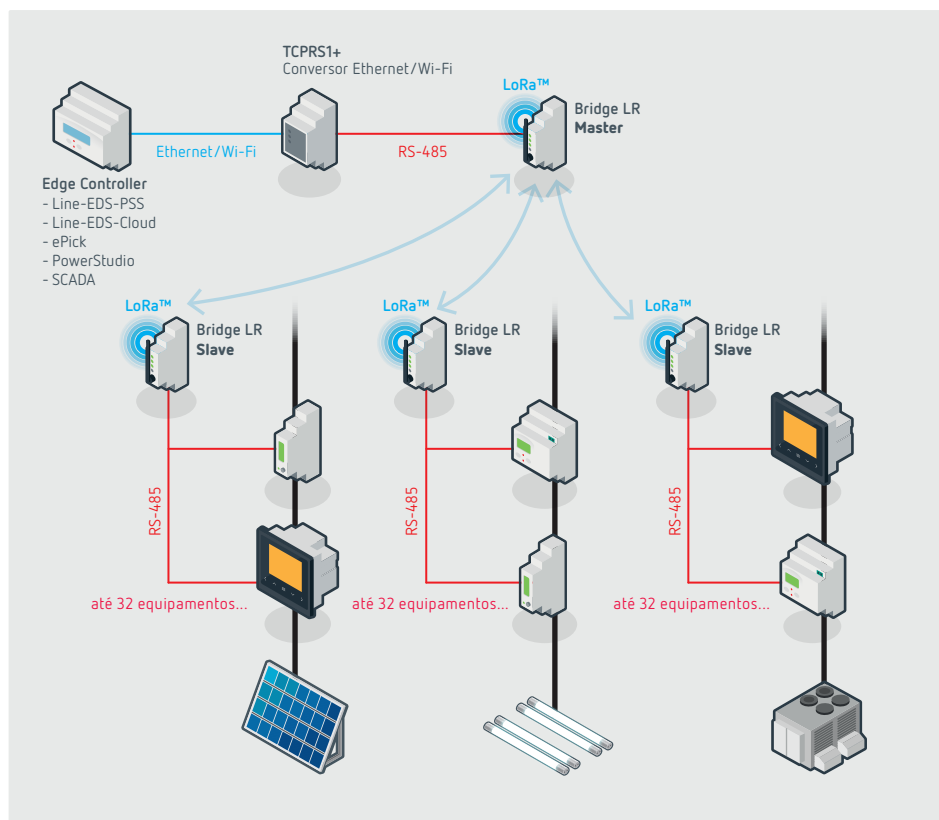 TCPRS1+
Conversor Ethernet/Wi-Fi
LoRa™
Bridge LR
Master
Ethernet/Wi-Fi
RS-485
Edge Controller
- Line-EDS-PSS
- Line-EDS-Cloud
- ePick
- PowerStudio
- SCADA
LoRa™
Bridge LR
Slave
LoRa™
Bridge LR
Slave
LoRa™
Bridge LR
Slave
RS-485
RS-485
RS-485
até 32 equipamentos...
até 32 equipamentos...
até 32 equipamentos...